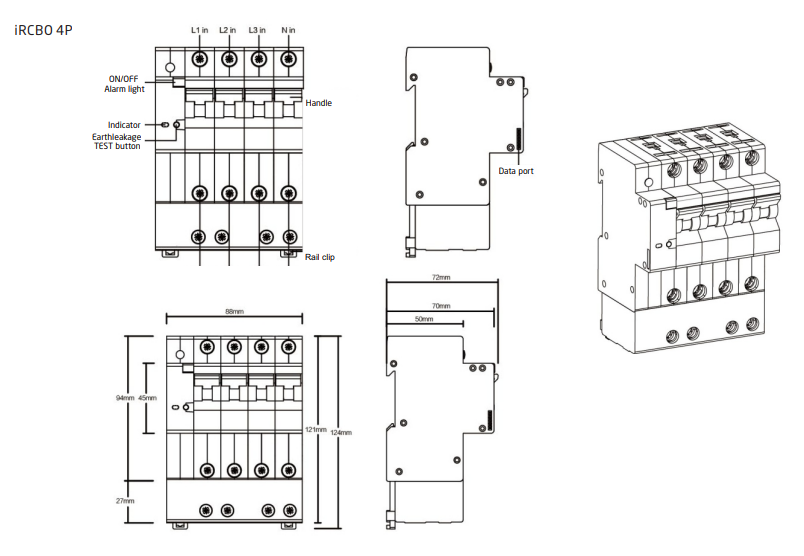 iRCBO 4P
L1 in L2 in L3 in N in
ON/OFF
Alarm light
Handle
Indicator
Earthleakage
TEST button
Data port
Rail clip
72mm
70mm
50mm
88mm
94mm 45mm
121mm 124mm
27mm